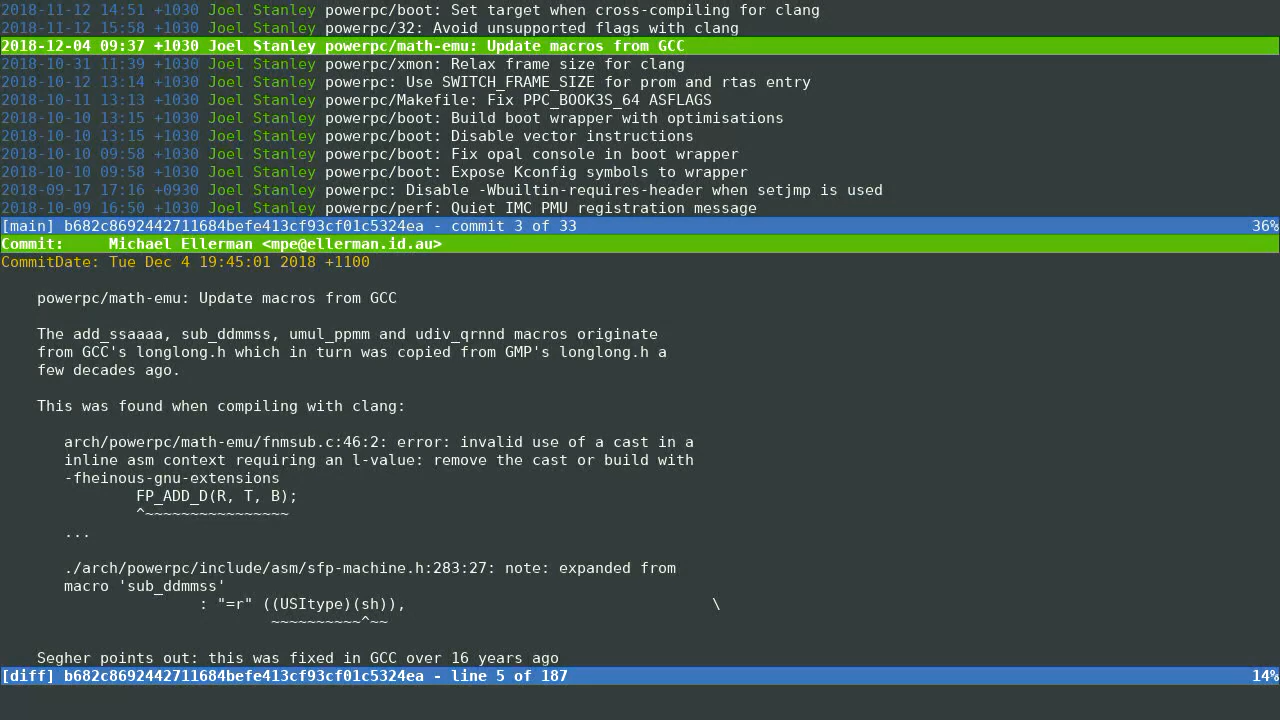 2018-11-12 14:51 +1030 Joel Stanley powerpc/boot: Set target when cross-compiling for clang
2018-11-12 15:58 +1030 Joel Stanley powerpc/32: Avoid unsupported flags with clang
2018-12-04 09:37 +1030 Joel Stanley powerpc/math-emu: Update macros from GCC
2018-10-31 11:39 +1030 Joel Stanley powerpc/xmon: Relax frame size for clang
2018-10-12 13:14 +1030 Joel Stanley powerpc: Use SWITCH_FRAME_SIZE for prom and rtas entry
2018-10-11 13:13 +1030 Joel Stanley powerpc/Makefile: Fix PPC_BOOK3S_64 ASFLAGS
2018-10-10 13:15 +1030 Joel Stanley powerpc/boot: Build boot wrapper with optimisations
2018-10-10 13:15 +1030 Joel Stanley powerpc/boot: Disable vector instructions
2018-10-10 09:58 +1030 Joel Stanley powerpc/boot: Fix opal console in boot wrapper
2018-10-10 09:58 +1030 Joel Stanley powerpc/boot: Expose Kconfig symbols to wrapper
2018-09-17 17:16 +0930 Joel Stanley powerpc: Disable -Wbuiltin-requires-header when setjmp is used
2018-10-09 16:50 +1030 Joel Stanley powerpc/perf: Quiet IMC PMU registration message
[main] b682c8692442711684befe413cf93cf01c5324ea - commit 3 of 33 36%
Commit:     Michael Ellerman <mpe@ellerman.id.au>
CommitDate: Tue Dec 4 19:45:01 2018 +1100
powerpc/math-emu: Update macros from GCC
The add_ssaaaa, sub_ddmmss, umul_ppmm and udiv_qrnnd macros originate
from GCC's longlong.h which in turn was copied from GMP's longlong.h a
few decades ago.
This was found when compiling with clang:
arch/powerpc/math-emu/fnmsub.c:46:2: error: invalid use of a cast in a
inline asm context requiring an l-value: remove the cast or build with
-fheinous-gnu-extensions
FP_ADD_D(R, T, B);
^~~~~~~~~~~~~~~~~
...
./arch/powerpc/include/asm/sfp-machine.h:283:27: note: expanded from
macro 'sub_ddmmss'
: "=r" ((USItype)(sh)), \
~~~~~~~~~~^~~
Segher points out: this was fixed in GCC over 16 years ago
[diff] b682c8692442711684befe413cf93cf01c5324ea - line 5 of 187 14%